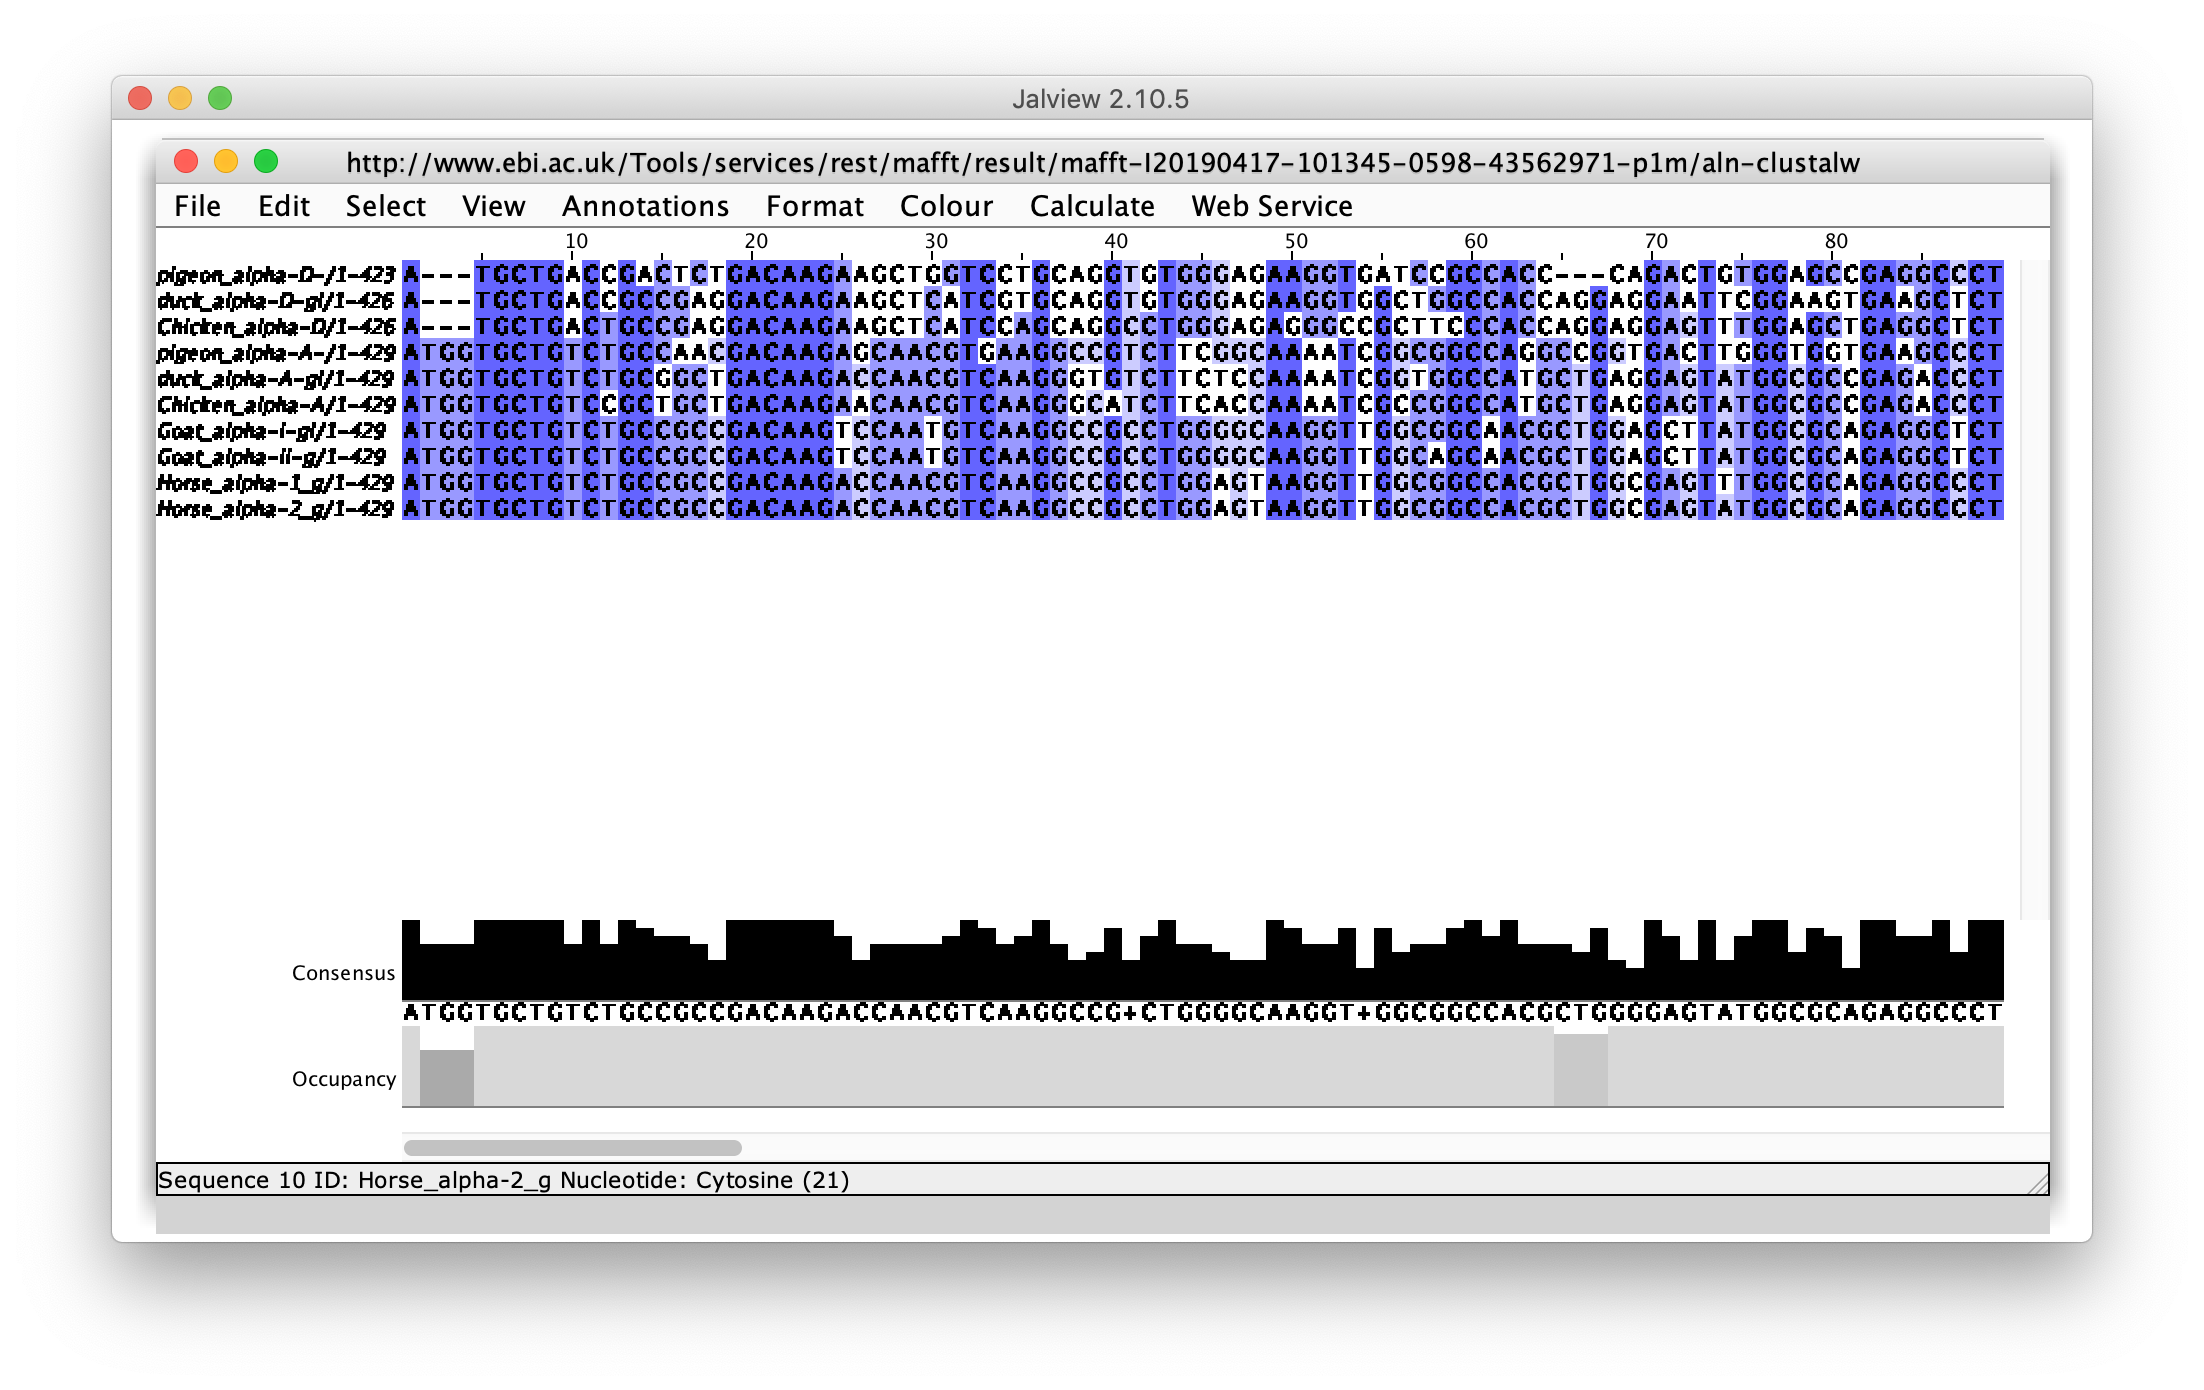 Jalview 2.10.5
http://www.ebi.ac.uk/Tools/services/rest/mafft/result/mafft-I20190417-101345-0598-43562971-p1m/aln-clustalw
File Edit Select View Annotations Format Colour Calculate Web Service
10 20 30 40 50 60 70 80
pigeon_alpha-D-/1-423 A---TGCTGACCGACTCTGACAAGAAGCTGGTCCTGCAGGTGTGGGAGAAGGTGATCCGCCACC---CAGACTGTGGAGCCGAGGCCCT
duck_alpha-D-gl/1-426 A---TGCTGACCGCCGAGGACAAGAAGCTCATCGTGCAGGTGTGGGAGAAGGTGGCTGGCCACCAGGAGGAATTCGGAAGTGAAGCTCT
Chicken_alpha-D/1-426 A---TGCTGACTGCCGAGGACAAGAAGCTCATCCAGCAGGCCTGGGAGAGGGCCGCTTCCCACCAGGAGGAGTTTGGAGCTGAGGCTCT
pigeon_alpha-A-/1-429 ATGGTGCTGTCTGCCAACGACAAGAGCAACGTGAAGGCCGTCTTCGGCAAAATCGGCGGCCAGGCCGGTGACTTGGGTGGTGAAGCCCT
duck_alpha-A-gl/1-429 ATGGTGCTGTCTGCGGCTGACAAGACCAACGTCAAGGGTGTCTTCTCCAAAATCGGTGGCCATGCTGAGGAGTATGGCGCCGAGACCCT
Chicken_alpha-A/1-429 ATGGTGCTGTCCGCTGCTGACAAGAACAACGTCAAGGGCATCTTCACCAAAATCGCCGGCCATGCTGAGGAGTATGGCGCCGAGACCCT
Goat_alpha-i-gl/1-429 ATGGTGCTGTCTGCCGCCGACAAGTCCAATGTCAAGGCCGCCTGGGGCAAGGTTGGCGGCAACGCTGGAGCTTATGGCGCAGAGGCTCT
Goat_alpha-ii-g/1-429 ATGGTGCTGTCTGCCGCCGACAAGTCCAATGTCAAGGCCGCCTGGGGCAAGGTTGGCAGCAACGCTGGAGCTTATGGCGCAGAGGCTCT
Horse_alpha-1_g/1-429 ATGGTGCTGTCTGCCGCCGACAAGACCAACGTCAAGGCCGCCTGGAGTAAGGTTGGCGGCCACGCTGGCGAGTTTGGCGCAGAGGCCCT
Horse_alpha-2_g/1-429 ATGGTGCTGTCTGCCGCCGACAAGACCAACGTCAAGGCCGCCTGGAGTAAGGTTGGCGGCCACGCTGGCGAGTATGGCGCAGAGGCCCT
Consensus
ATGGTGCTGTCTGCCGCCGACAAGACCAACGTCAAGGCCG+CTGGGGCAAGGT+GGCGGCCACGCTGGGGAGTATGGCGCAGAGGCCCT
Occupancy
Sequence 10 ID: Horse_alpha-2_g Nucleotide: Cytosine (21)